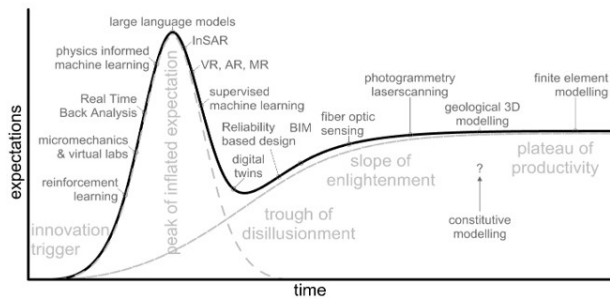 large language models
InSAR
physics informed
machine learning
VR, AR, MR
photogrammetry
laserscanning
finite element
modelling
Real Time
Back Analysis
supervised
machine learning
geological 3D
modelling
fiber optic
sensing
Reliability
based design
BIM
micromechanics
& virtual labs
digital
twins
reinforcement
learning
peak of inflated expectation
slope of
enlightenment
plateau of
productivity
?
trough of
disillusionment
constitutive
modelling
innovation
trigger
expectations
time